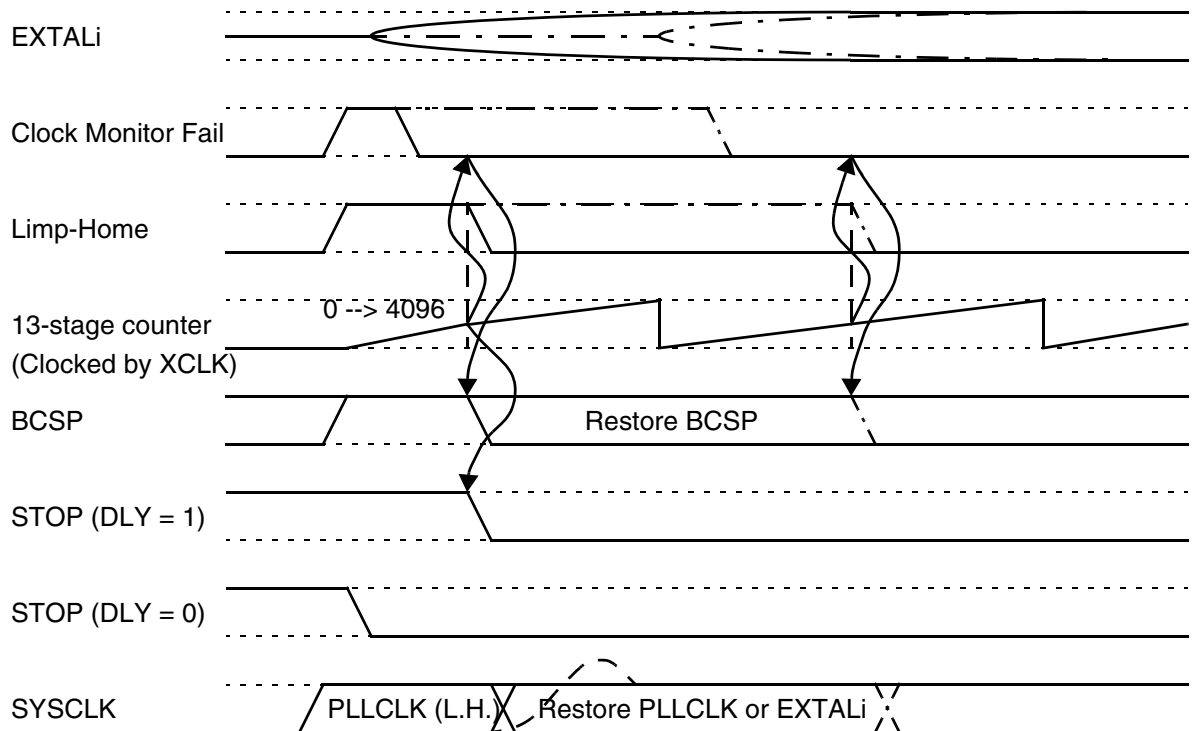 EXTALi
Clock Monitor Fail
Limp-Home
0 --> 4096
13-stage counter
(Clocked by XCLK)
BCSP
Restore BCSP
STOP (DLY = 1)
STOP (DLY = 0)
SYSCLK
PLLCLK (L.H.)
Restore PLLCLK or EXTALi